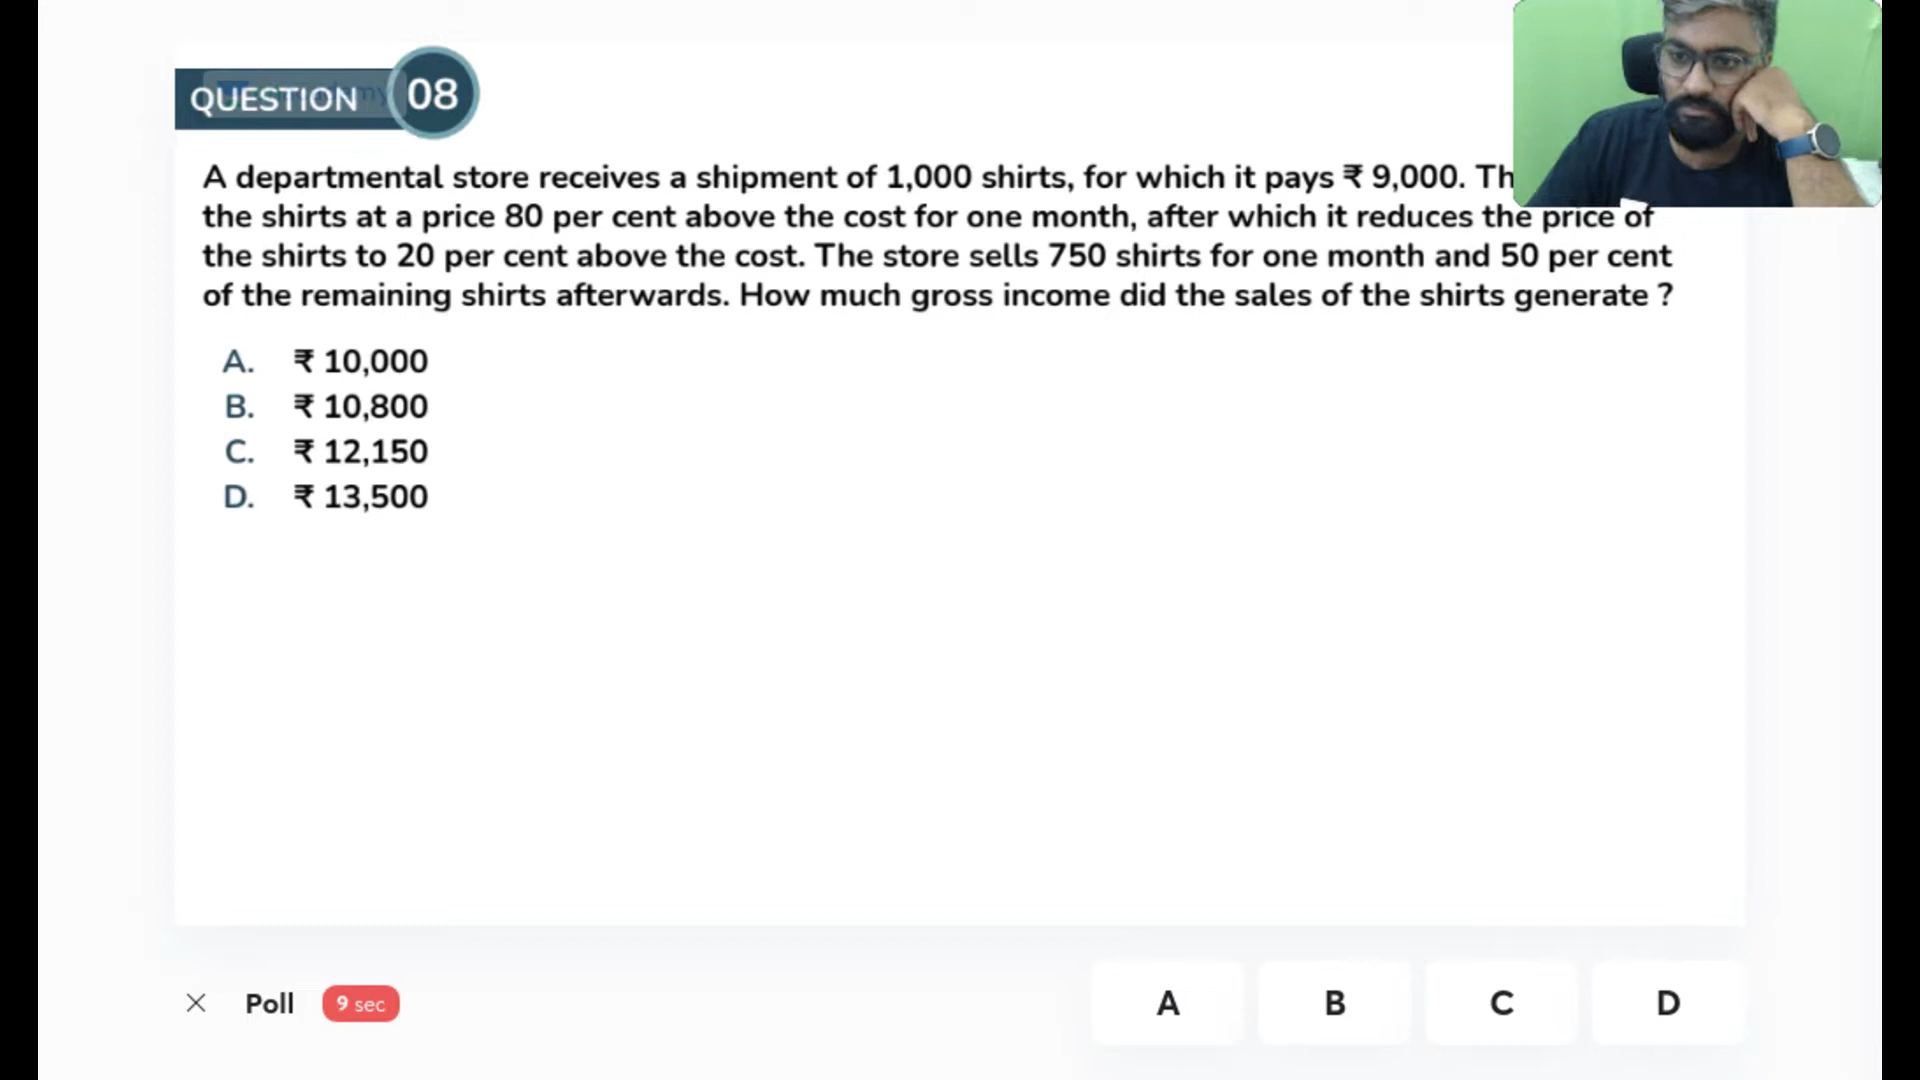 QUESTION 08
A departmental store receives a shipment of 1,000 shirts, for which it pays ₹ 9,000. Th
the shirts at a price 80 per cent above the cost for one month, after which it reduces the price of
the shirts to 20 per cent above the cost. The store sells 750 shirts for one month and 50 per cent
of the remaining shirts afterwards. How much gross income did the sales of the shirts generate ?
A. ₹ 10,000
B. ₹ 10,800
C. ₹ 12,150
D. ₹ 13,500
Poll 9 sec A B C D